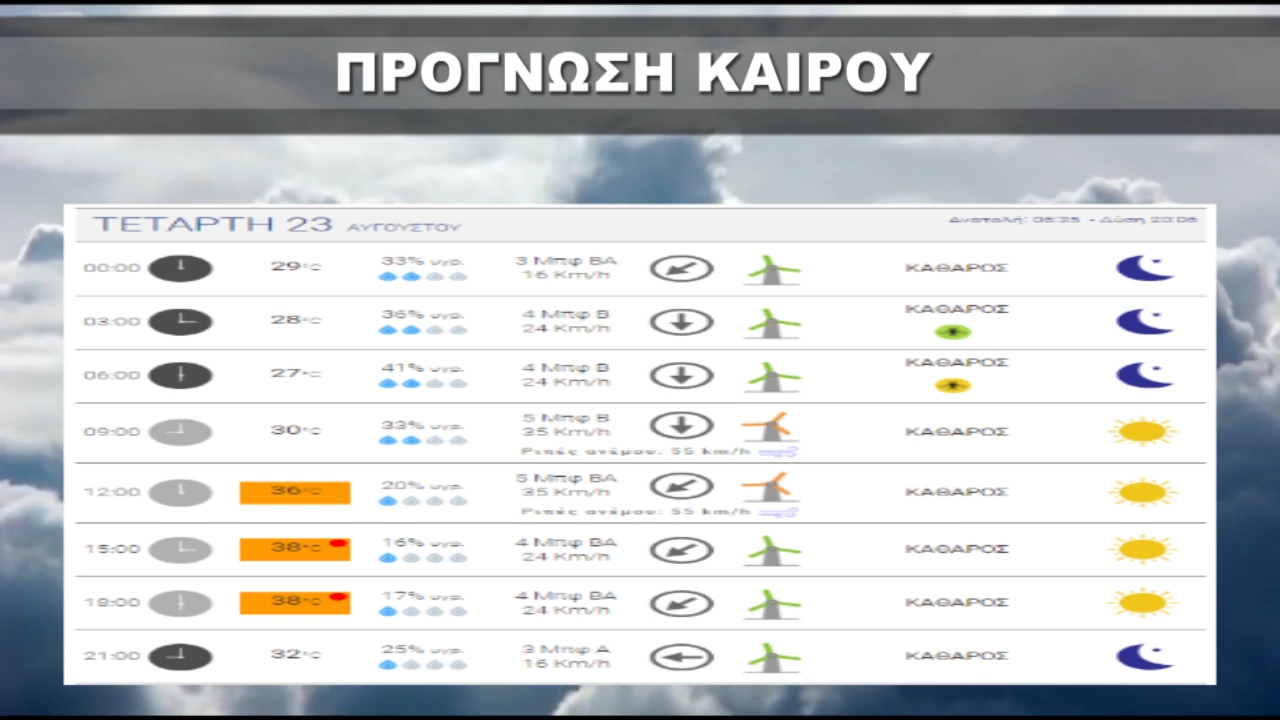 ΠΡΟΓΝΩΣΗ ΚΑΙΡΟΥ
ΤΕΤΑΡΤΗ 23 ΑΥΓΟΥΣΤΟΥ Ανατολή: 06:35 - Δύση 20:06
00:00 29°C 33% υγρ. 3 Μπφ ΒΑ 16 Km/h ΚΑΘΑΡΟΣ
03:00 28°C 36% υγρ. 4 Μπφ Β 24 Km/h ΚΑΘΑΡΟΣ
06:00 27°C 41% υγρ. 4 Μπφ Β 24 Km/h ΚΑΘΑΡΟΣ
09:00 30°C 33% υγρ. 5 Μπφ Β 35 Km/h ΚΑΘΑΡΟΣ
Ριπές ανέμου: 55 km/h
12:00 36°C 20% υγρ. 5 Μπφ ΒΑ 35 Km/h ΚΑΘΑΡΟΣ
Ριπές ανέμου: 55 km/h
15:00 38°C 16% υγρ. 4 Μπφ ΒΑ 24 Km/h ΚΑΘΑΡΟΣ
18:00 38°C 17% υγρ. 4 Μπφ ΒΑ 24 Km/h ΚΑΘΑΡΟΣ
21:00 32°C 25% υγρ. 3 Μπφ Α 16 Km/h ΚΑΘΑΡΟΣ